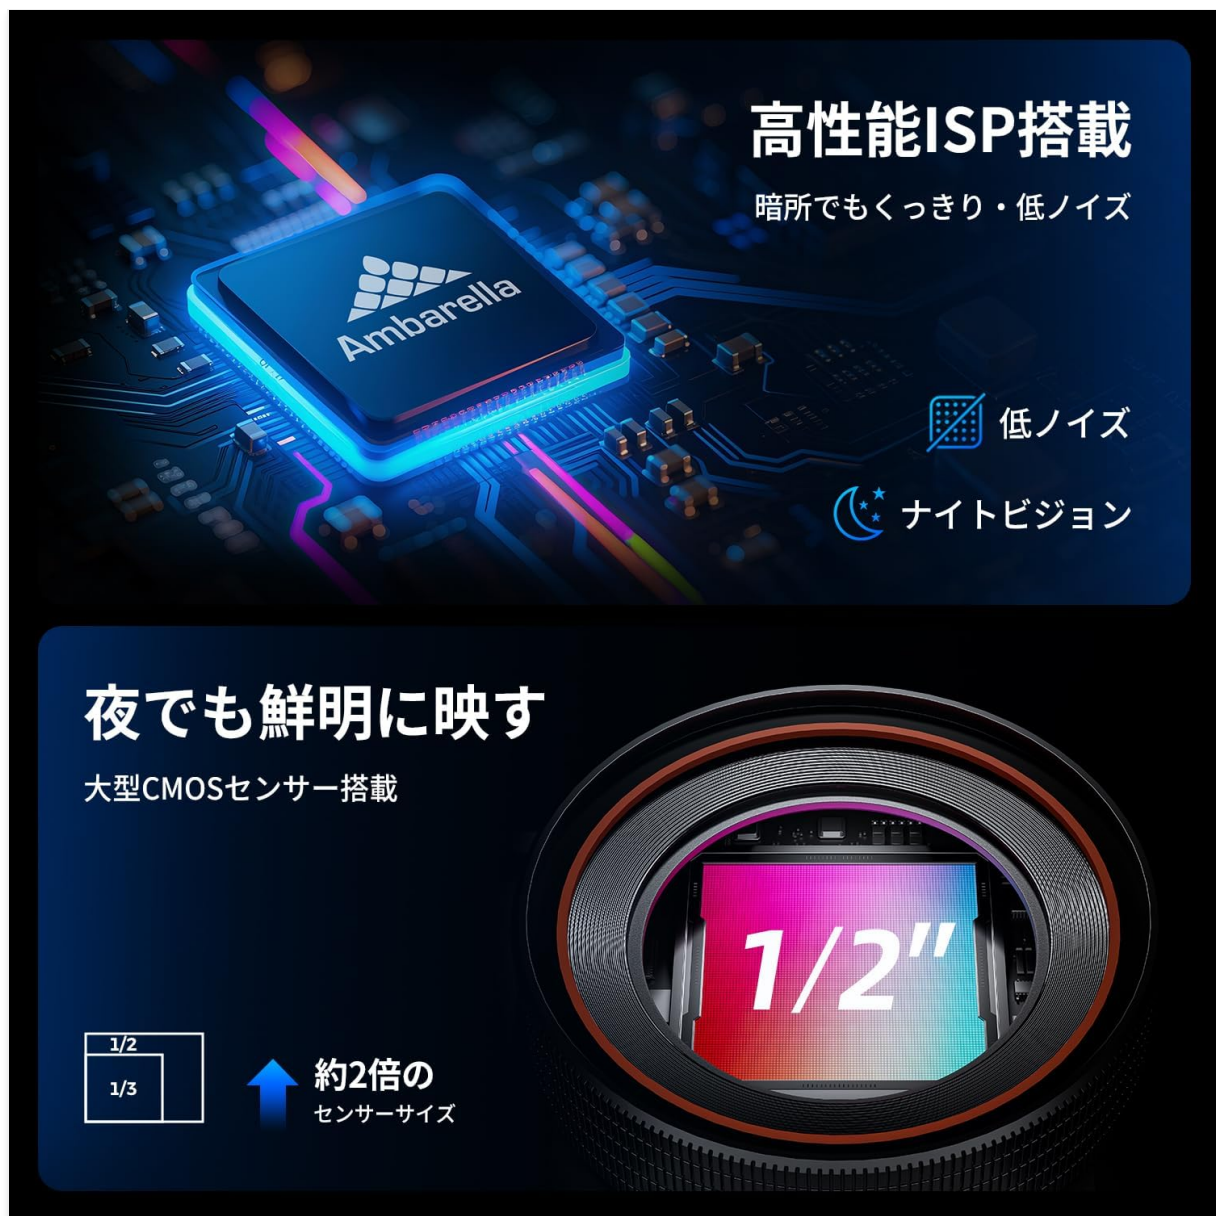 高性能ISP搭載
暗所でもくっきり・低ノイズ
Ambarella
低ノイズ
ナイトビジョン
夜でも鮮明に映す
大型CMOSセンサー搭載
1/2"
1/2
1/3
約2倍の
センサーサイズ